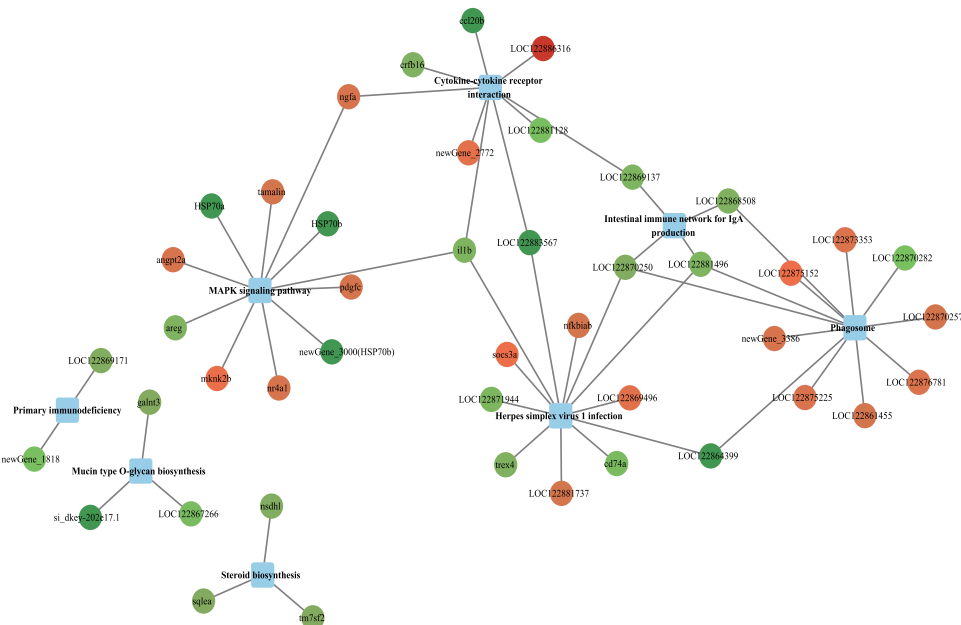 ccl20b
LOC122886316
crfb16
Cytokine-cytokine receptor
interaction
ngfa
LOC122881128
newGene_2772
LOC122869137
tamalin
LOC122868508
HSP70a
HSP70b
Intestinal immune network for IgA
production
LOC122883567
LOC122873353
il1b
LOC122870282
angpt2a
LOC122870250
LOC122881496
LOC122875152
MAPK signaling pathway
pdgfc
LOC122870257
areg
nfkbiab
Phagosome
newGene_3386
newGene_3000(HSP70b)
socs3a
LOC122869171
mknk2b
nr4a1
LOC122876781
LOC122871944
LOC122869496
LOC122875225
galnt3
Primary immunodeficiency
Herpes simplex virus 1 infection
LOC122861455
newGene_1818
LOC122864399
trex4
cd74a
Mucin type O-glycan biosynthesis
LOC122881737
nsdhl
si_dkey-202e17.1
LOC122867266
Steroid biosynthesis
sqlea
tm7sf2